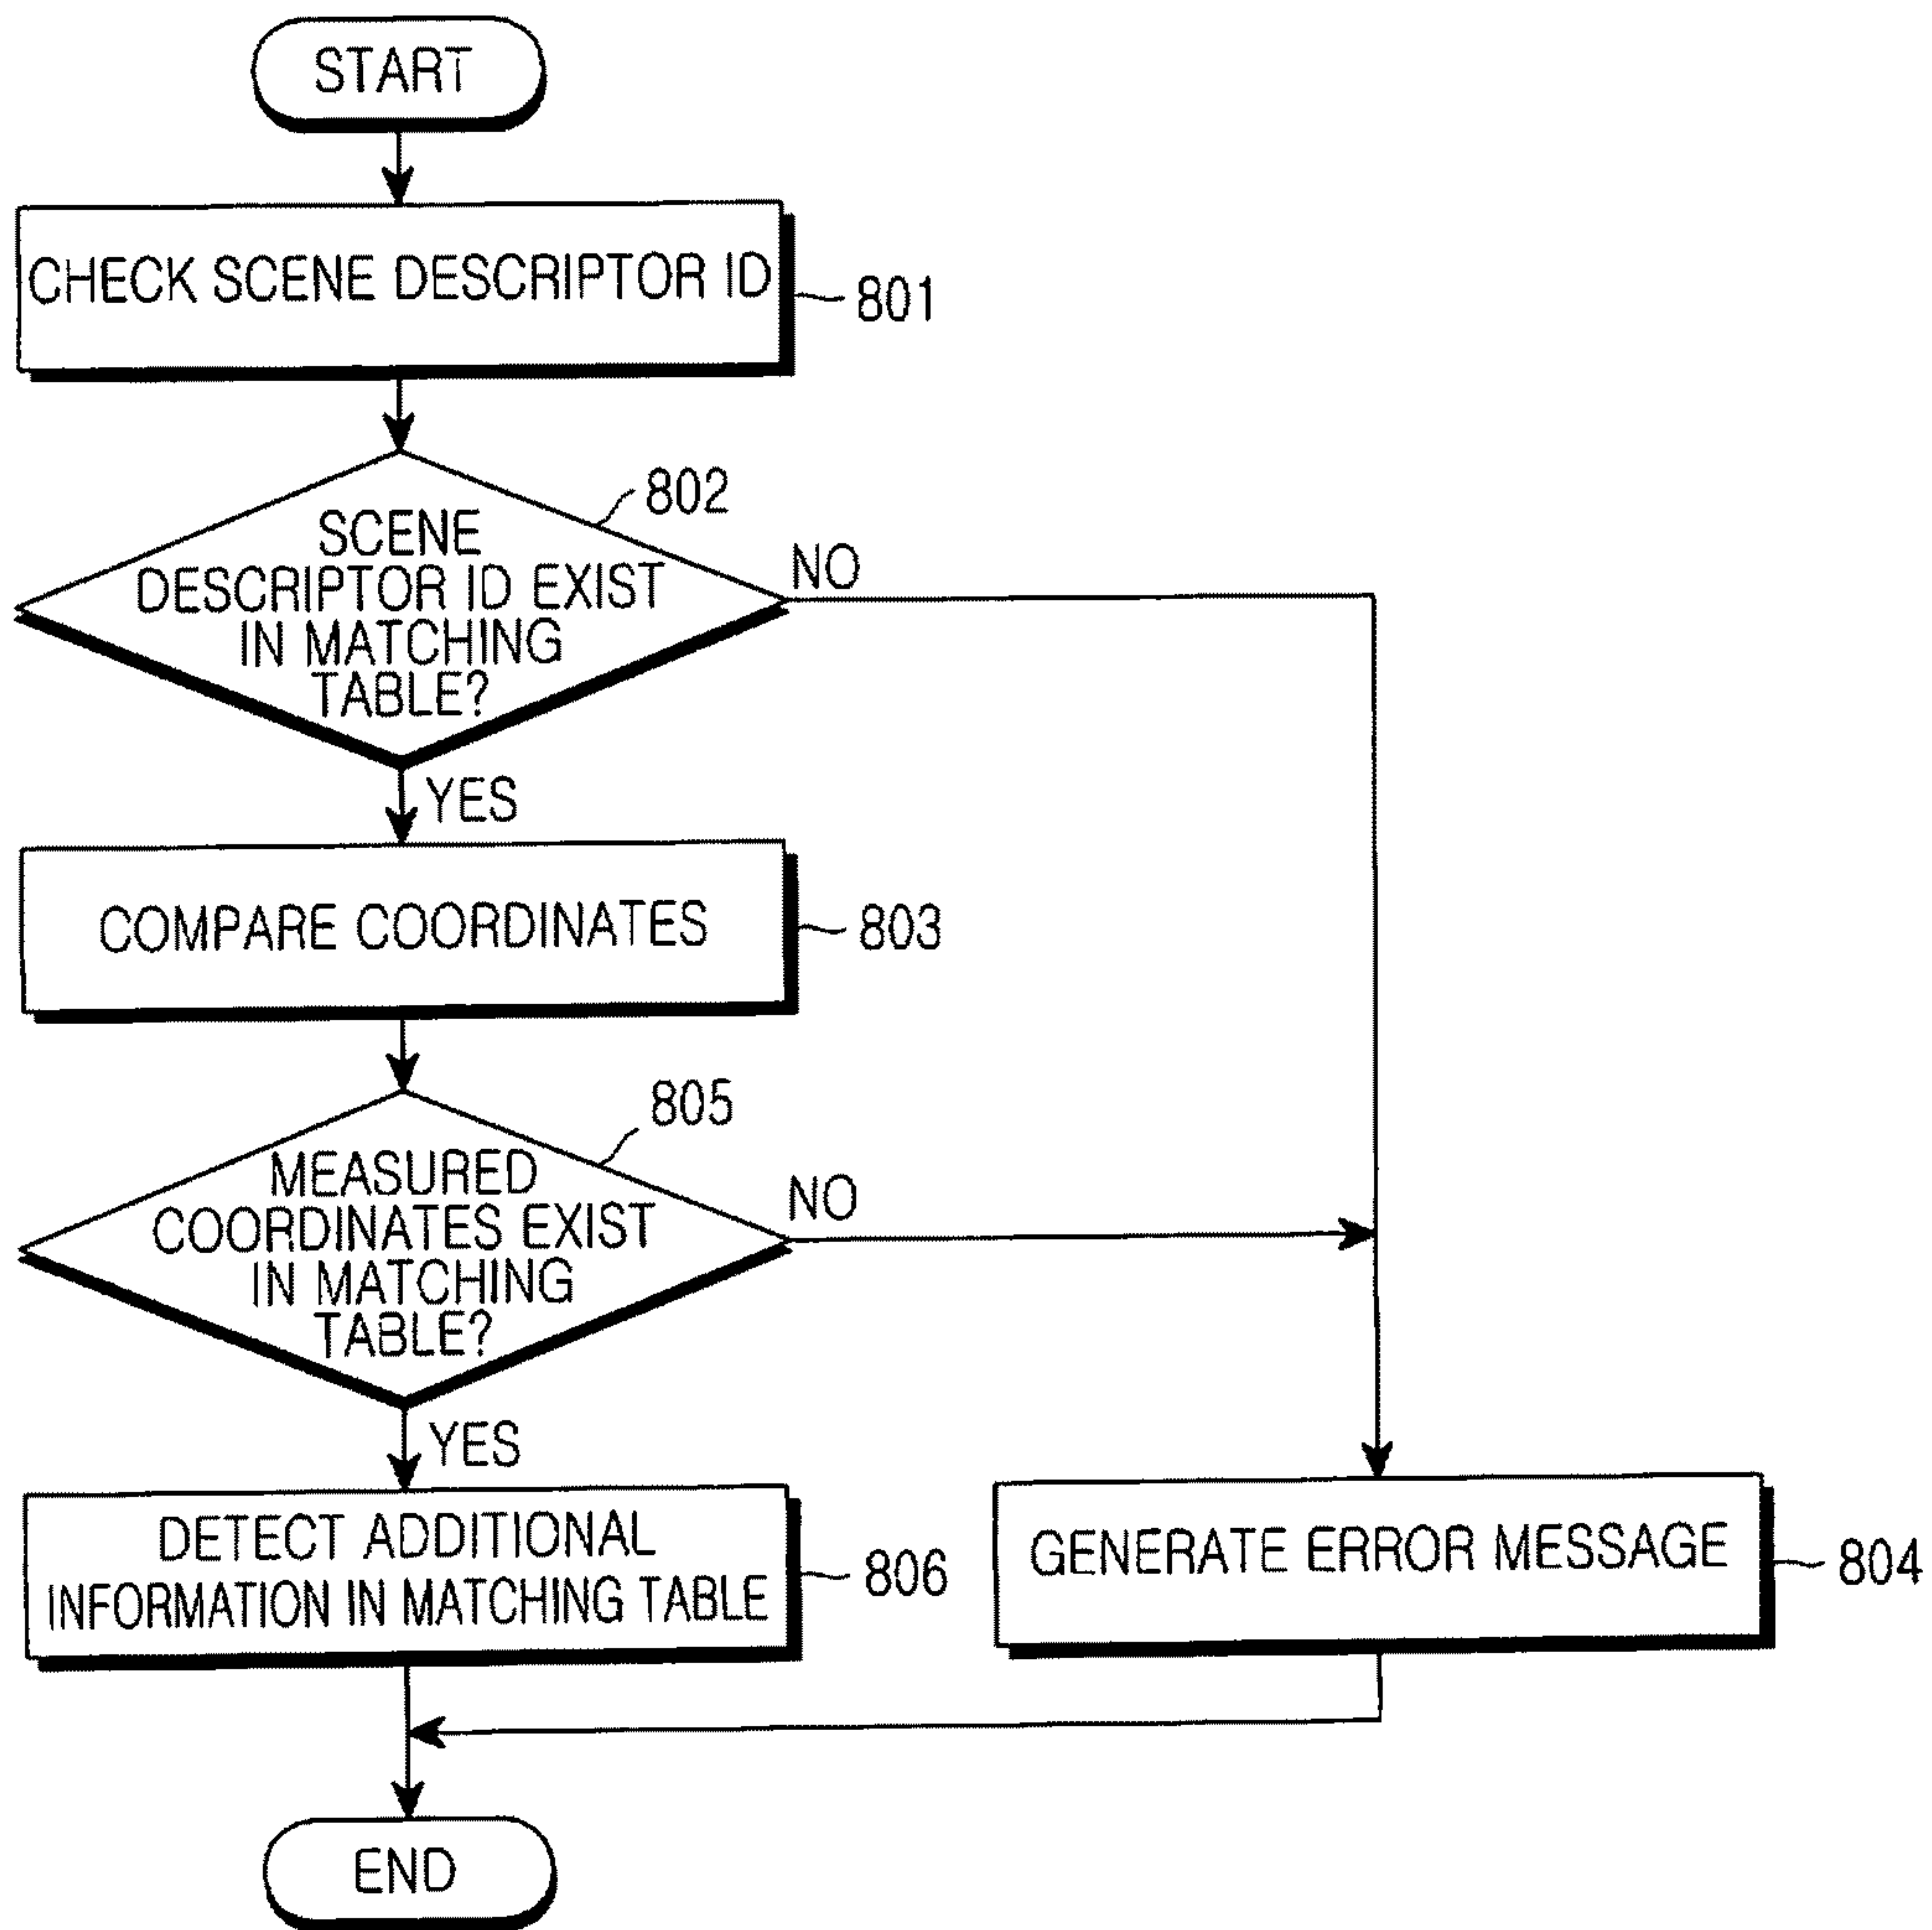 START
CHECK SCENE DESCRIPTOR ID
801
802
SCENE
DESCRIPTOR ID EXIST
IN MATCHING
TABLE?
NO
YES
COMPARE COORDINATES
803
805
MEASURED
COORDINATES EXIST
IN MATCHING
TABLE?
NO
YES
DETECT ADDITIONAL
INFORMATION IN MATCHING TABLE
806
GENERATE ERROR MESSAGE
804
END